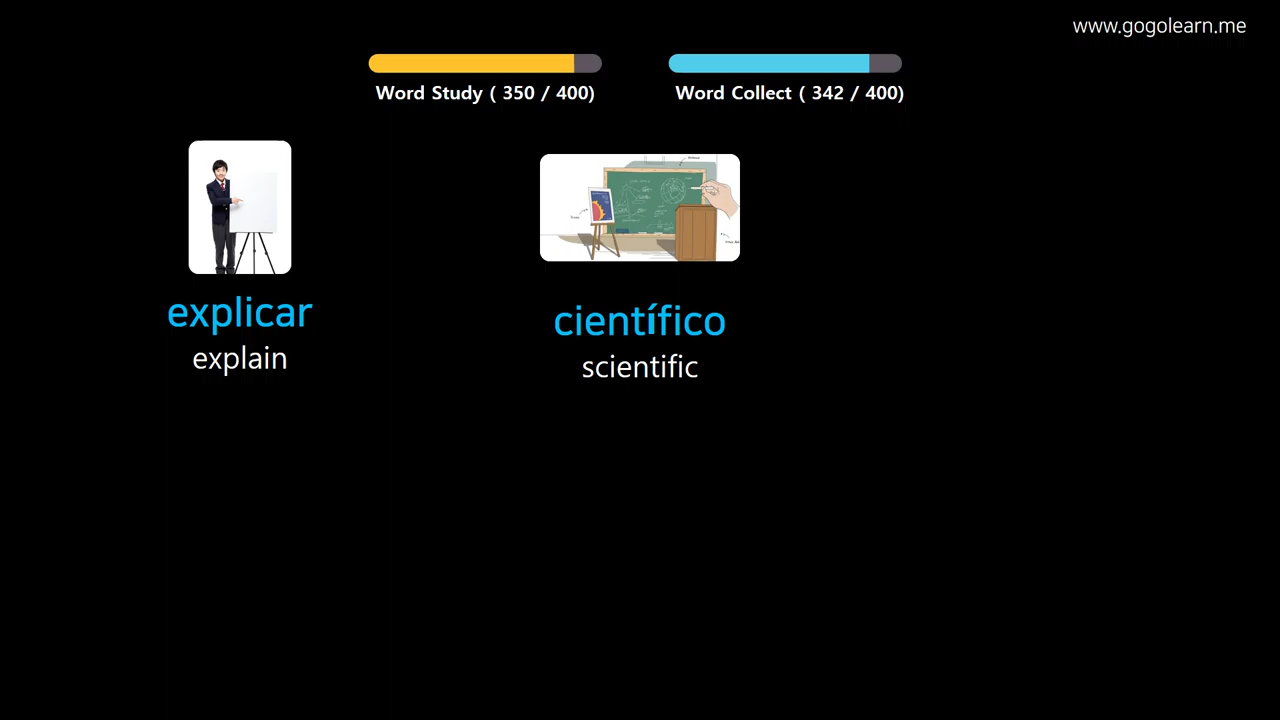 www.gogolearn.me
Word Study ( 350 / 400)
Word Collect ( 342 / 400)
explicar
explain
científico
scientific